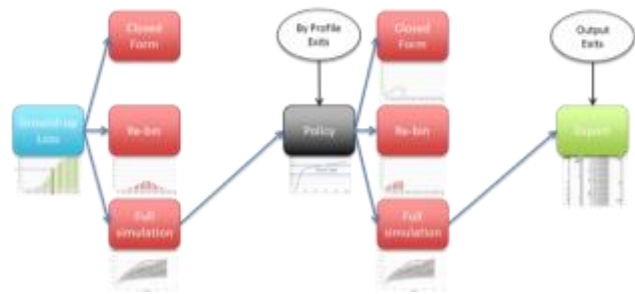 Closed
Form
By Profile
Exits
Closed
Form
Output
Exits
Ground-up
Loss
Re-bin
Policy
Re-bin
Export
Full
simulation
Full
simulation